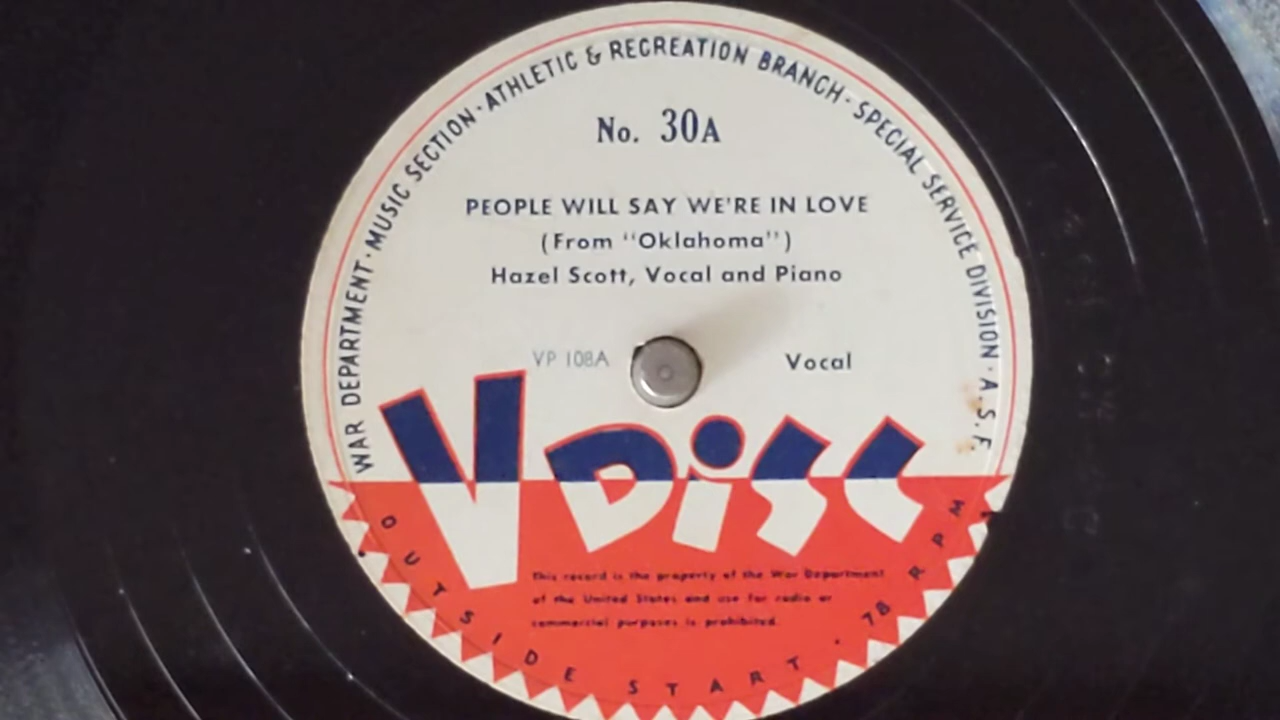 WAR DEPARTMENT · MUSIC SECTION · ATHLETIC & RECREATION BRANCH · SPECIAL SERVICE DIVISION · A.S.F.
No. 30A
PEOPLE WILL SAY WE'RE IN LOVE
(From "Oklahoma")
Hazel Scott, Vocal and Piano
VP 108A
Vocal
V DiSC
This record is the property of the War Department
of the United States and use for radio or
commercial purposes is prohibited.
OUTSIDE START · 78 RPM